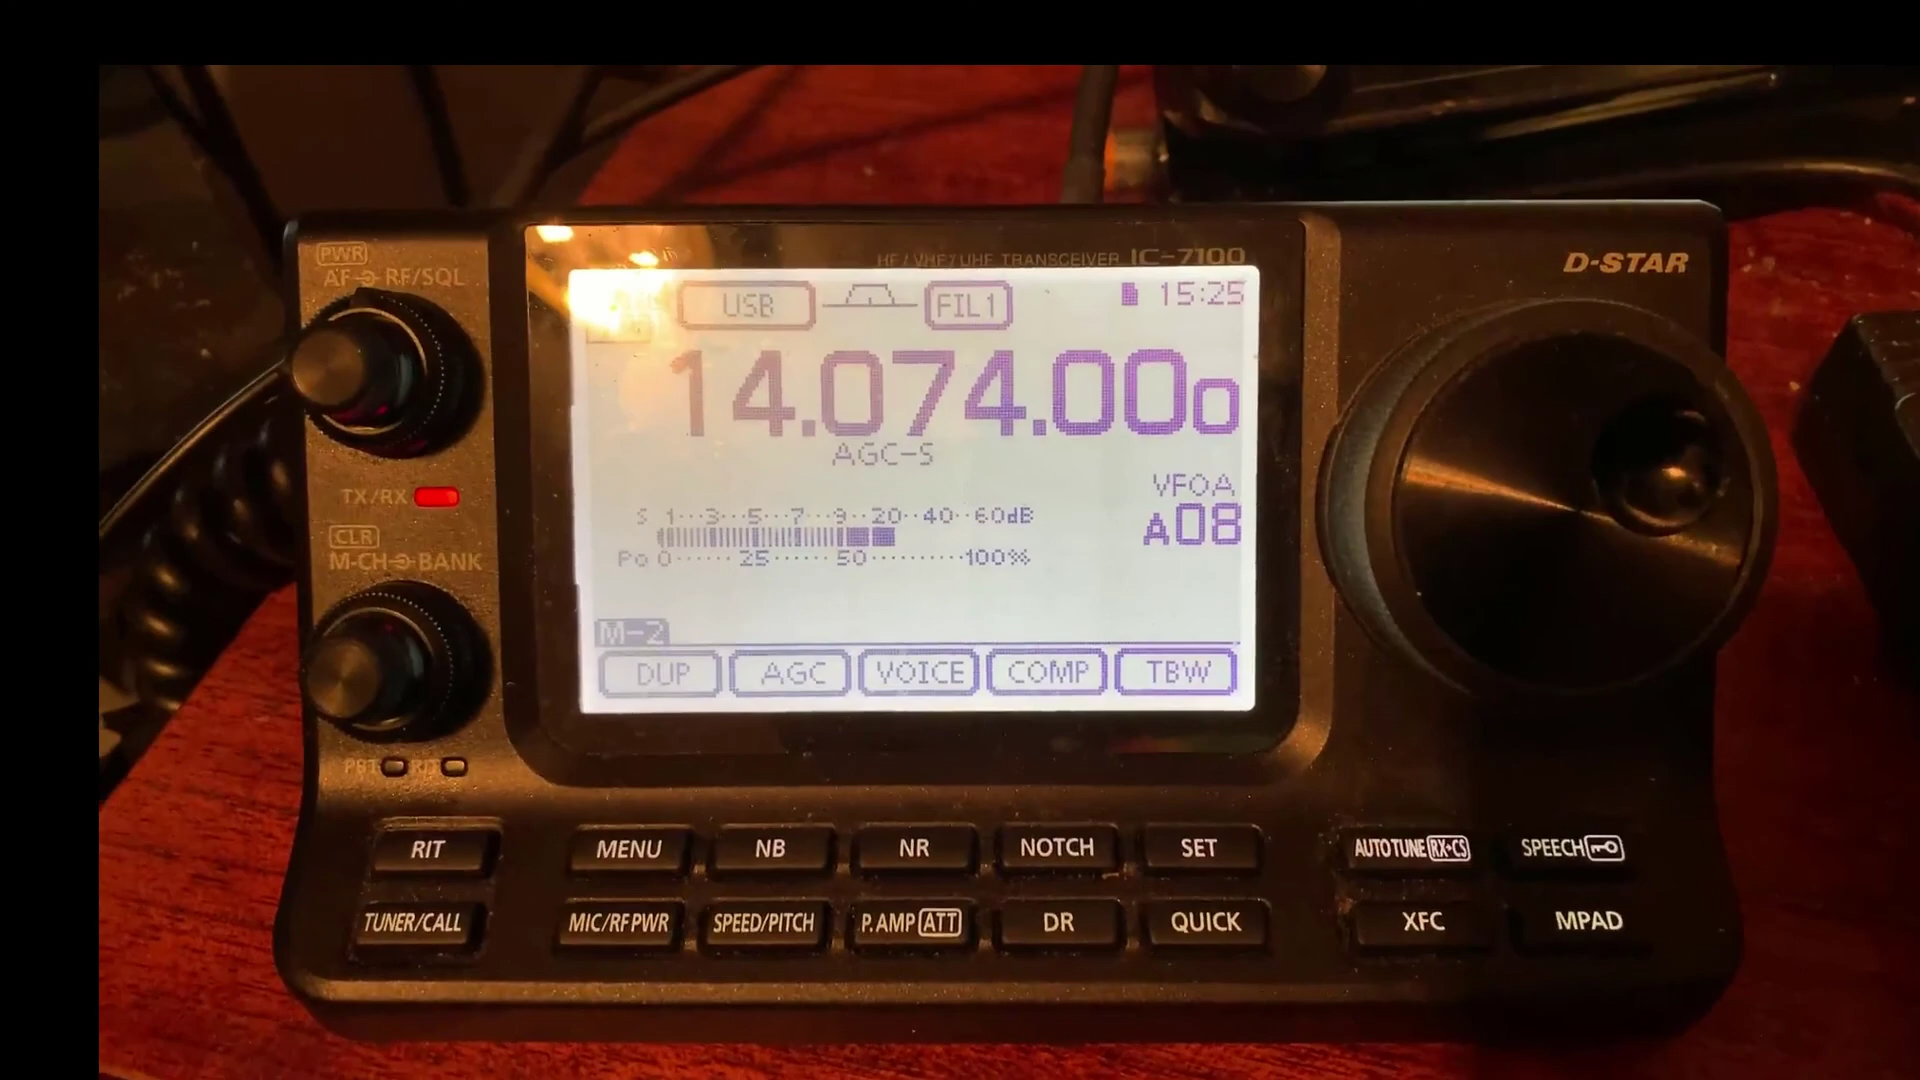 PWR
AF RF/SQL
HF/VHF/UHF TRANSCEIVER IC-7100
D-STAR
USB FIL1 15:25
14.074.000
AGC-S
TX/RX
VFOA
A08
S 1···3··5··7··9··20··40··60dB
Po 0······25······50·········100%
CLR
M-CH BANK
M-2
DUP AGC VOICE COMP TBW
PBT RIT
RIT MENU NB NR NOTCH SET AUTOTUNE RX→CS SPEECH
TUNER/CALL MIC/RF PWR SPEED/PITCH P.AMP ATT DR QUICK XFC MPAD